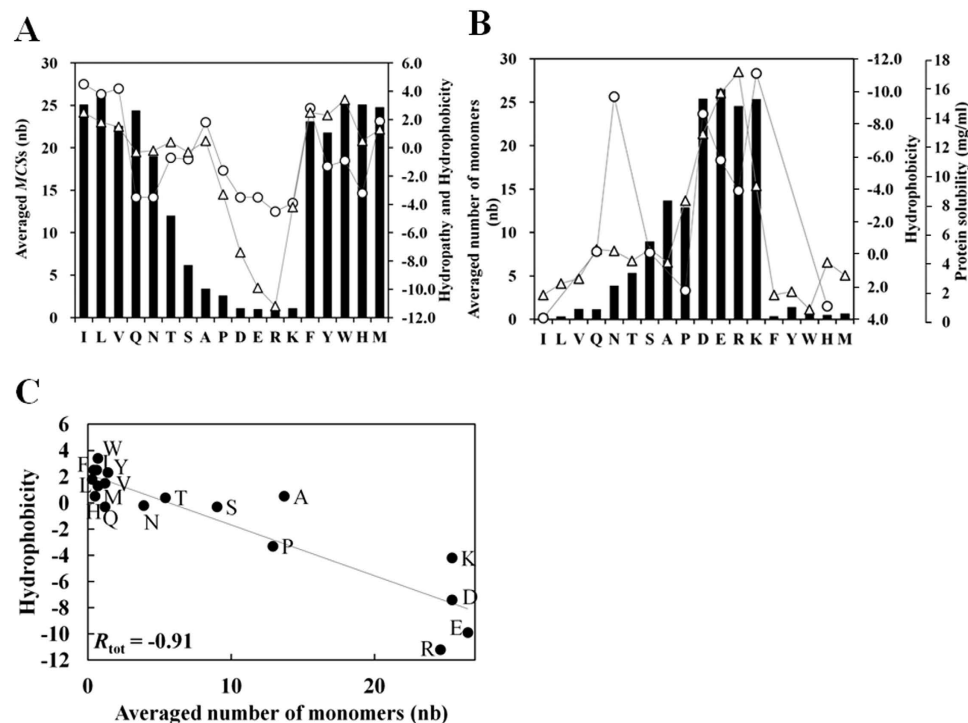 A
30
25
20
15
10
5
0
Averaged MCSs (nb)
6.0
4.0
2.0
0.0
-2.0
-4.0
-6.0
-8.0
-10.0
-12.0
Hydropathy and Hydrophobicity
I L V Q N T S A P D E R K F Y W H M
B
30
25
20
15
10
5
0
Averaged number of monomers
(nb)
-12.0
-10.0
-8.0
-6.0
-4.0
-2.0
0.0
2.0
4.0
Hydrophobicity
18
16
14
12
10
8
6
4
2
0
Protein solubility (mg/ml)
I L V Q N T S A P D E R K F Y W H M
C
6
4
2
0
-2
-4
-6
-8
-10
-12
Hydrophobicity
W
F I Y
L V
M T A
H
Q N S
P
K
D
E
R
Rtot = -0.91
0 10 20
Averaged number of monomers (nb)